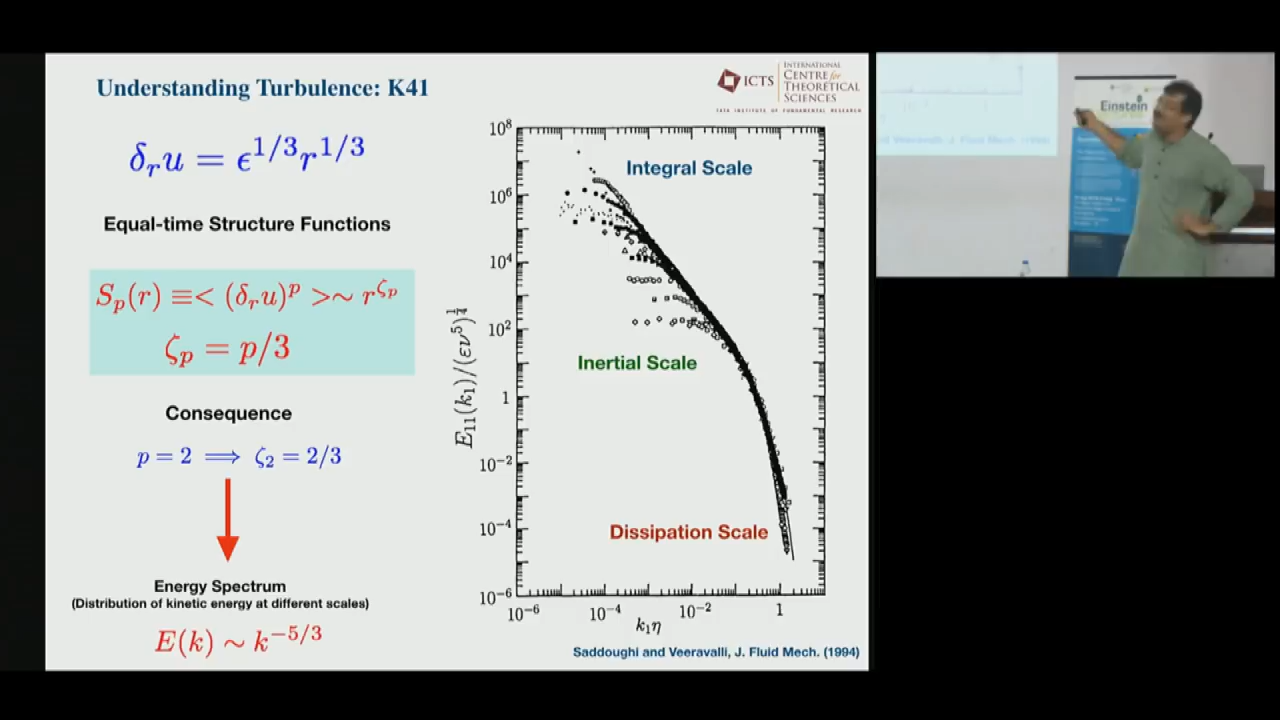 Understanding Turbulence: K41
ICTS
INTERNATIONAL
CENTRE for
THEORETICAL
SCIENCES
TATA INSTITUTE OF FUNDAMENTAL RESEARCH
δ_r u = ϵ^{1/3} r^{1/3}
Equal-time Structure Functions
S_p(r) ≡< (δ_r u)^p >∼ r^{ζ_p}
ζ_p = p/3
Consequence
p = 2 ⟹ ζ_2 = 2/3
Energy Spectrum
(Distribution of kinetic energy at different scales)
E(k) ∼ k^{−5/3}
10^8
10^6
10^4
10^2
1
10^{−2}
10^{−4}
10^{−6}
E_{11}(k_1)/(εν^5)^{1/4}
Integral Scale
Inertial Scale
Dissipation Scale
10^{−6}
10^{−4}
10^{−2}
1
k_1η
Saddoughi and Veeravalli, J. Fluid Mech. (1994)
Einstein